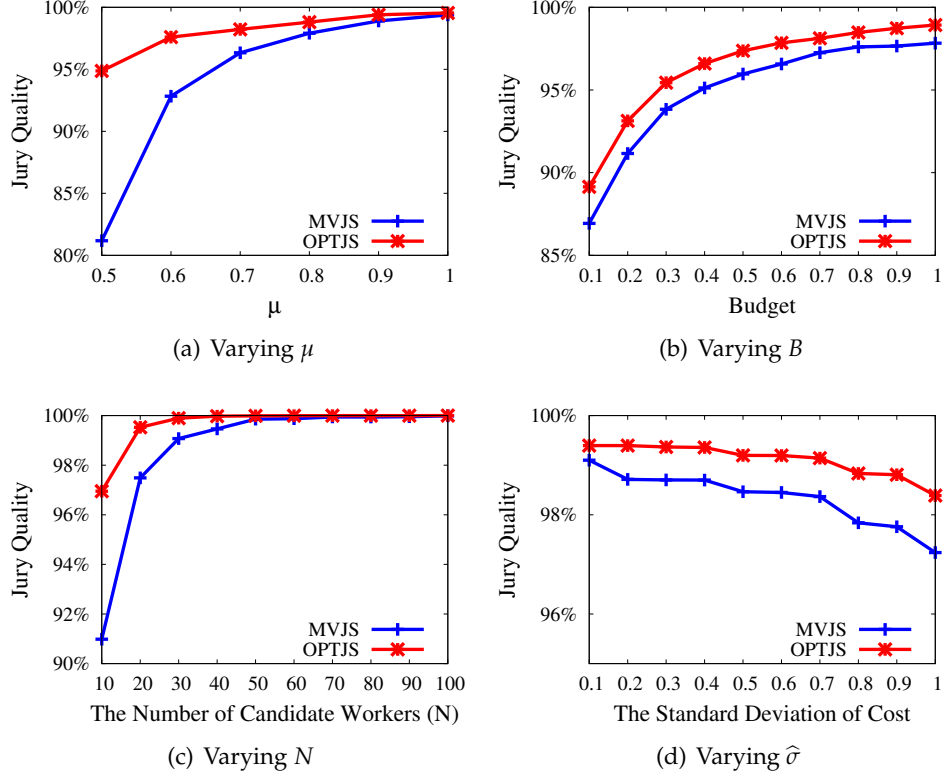 100%
95%
90%
85%
80%
Jury Quality
MVJS
OPTJS
0.5 0.6 0.7 0.8 0.9 1
μ
(a) Varying μ
100%
95%
90%
85%
Jury Quality
MVJS
OPTJS
0.1 0.2 0.3 0.4 0.5 0.6 0.7 0.8 0.9 1
Budget
(b) Varying B
100%
98%
96%
94%
92%
90%
Jury Quality
MVJS
OPTJS
10 20 30 40 50 60 70 80 90 100
The Number of Candidate Workers (N)
(c) Varying N
100%
98%
96%
Jury Quality
MVJS
OPTJS
0.1 0.2 0.3 0.4 0.5 0.6 0.7 0.8 0.9 1
The Standard Deviation of Cost
(d) Varying σ̂